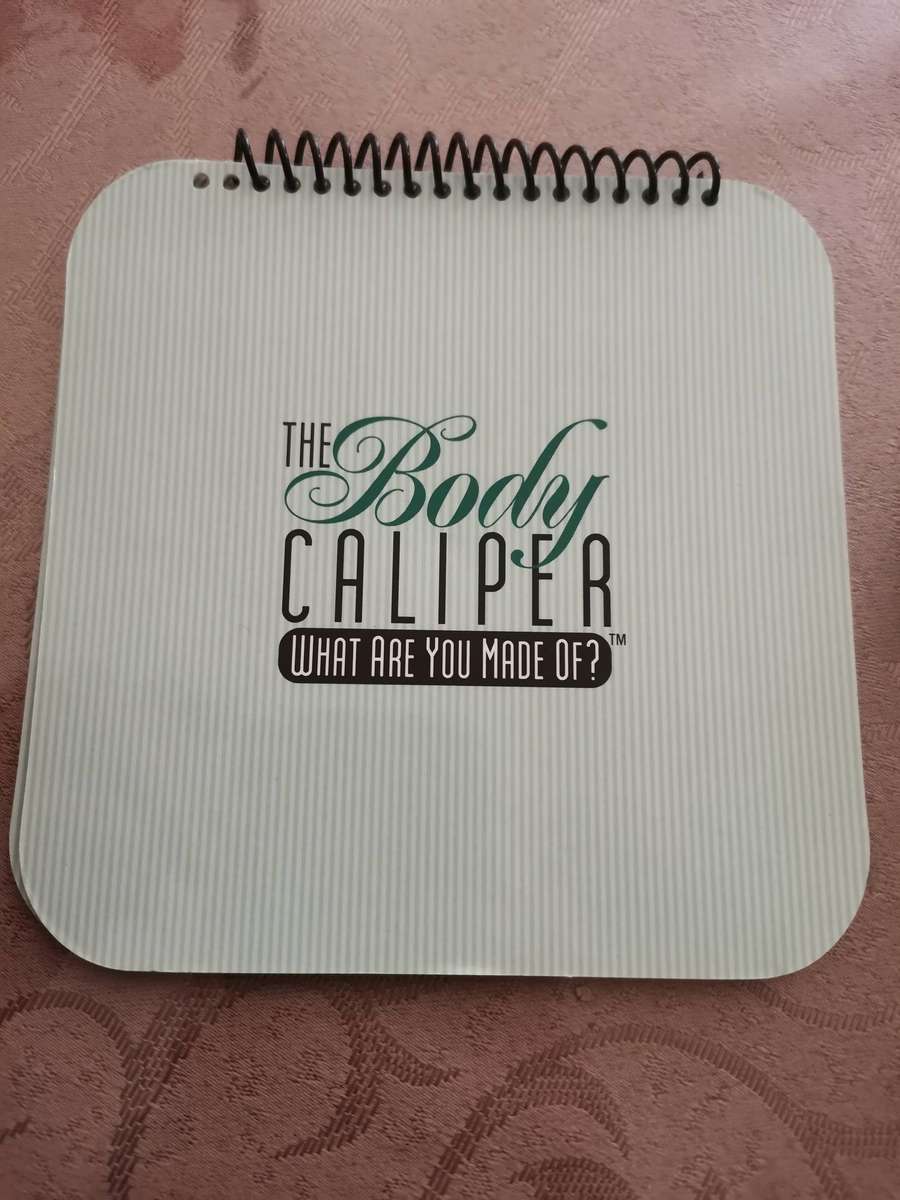 THE Body
CALIPER
WHAT ARE YOU MADE OF?™